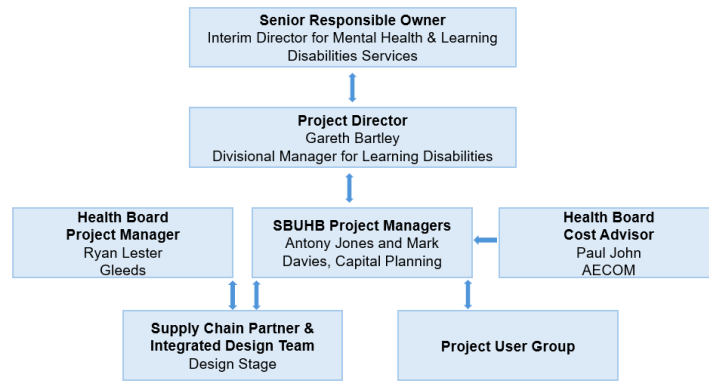 Senior Responsible Owner
Interim Director for Mental Health & Learning
Disabilities Services
Project Director
Gareth Bartley
Divisional Manager for Learning Disabilities
Health Board
Project Manager
Ryan Lester
Gleeds
SBUHB Project Managers
Antony Jones and Mark
Davies, Capital Planning
Health Board
Cost Advisor
Paul John
AECOM
Supply Chain Partner &
Integrated Design Team
Design Stage
Project User Group